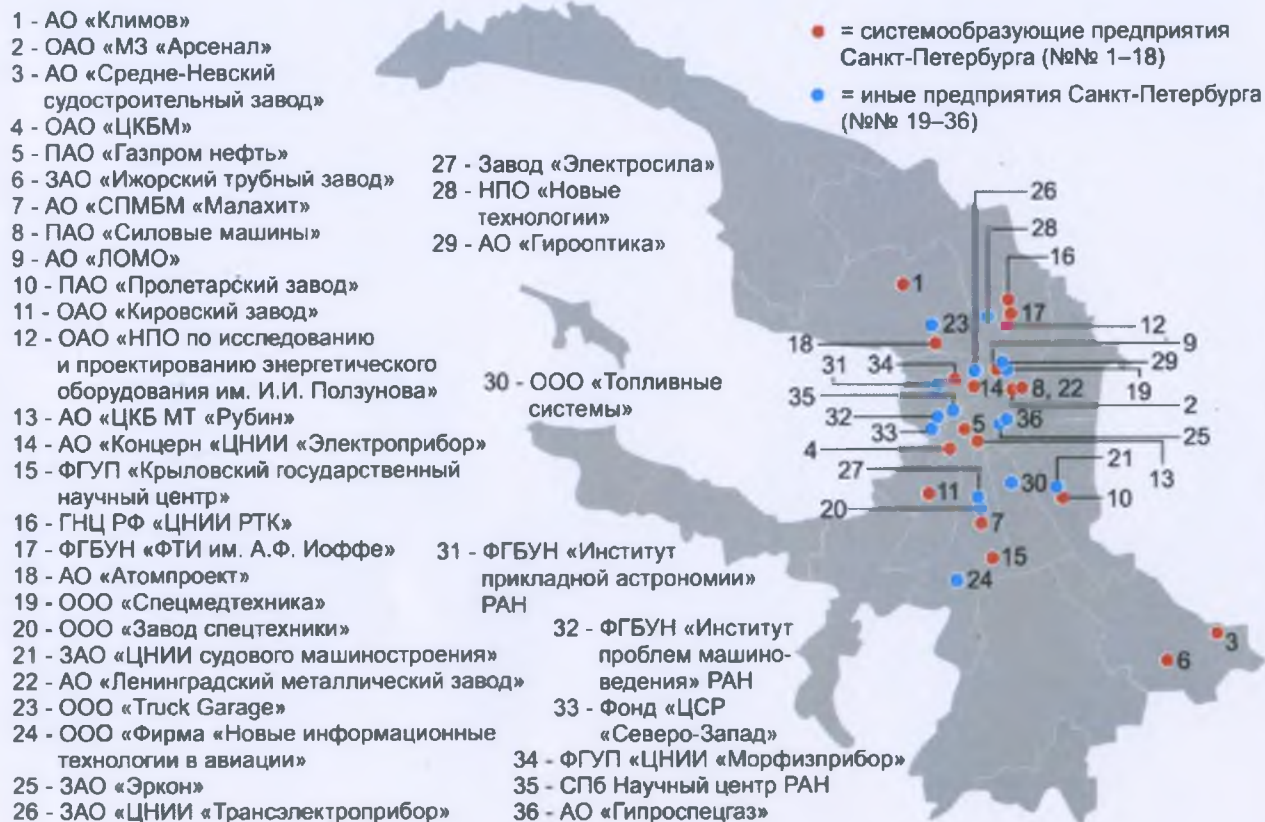 1 - АО «Климов»
2 - ОАО «МЗ «Арсенал»
3 - АО «Средне-Невский
судостроительный завод»
4 - ОАО «ЦКБМ»
5 - ПАО «Газпром нефть»
6 - ЗАО «Ижорский трубный завод»
7 - АО «СПМБМ «Малахит»
8 - ПАО «Силовые машины»
9 - АО «ЛОМО»
10 - ПАО «Пролетарский завод»
11 - ОАО «Кировский завод»
12 - ОАО «НПО по исследованию
и проектированию энергетического
оборудования им. И.И. Ползунова»
13 - АО «ЦКБ МТ «Рубин»
14 - АО «Концерн «ЦНИИ «Электроприбор»
15 - ФГУП «Крыловский государственный
научный центр»
16 - ГНЦ РФ «ЦНИИ РТК»
17 - ФГБУН «ФТИ им. А.Ф. Иоффе»
18 - АО «Атомпроект»
19 - ООО «Спецмедтехника»
20 - ООО «Завод спецтехники»
21 - ЗАО «ЦНИИ судового машиностроения»
22 - АО «Ленинградский металлический завод»
23 - ООО «Truck Garage»
24 - ООО «Фирма «Новые информационные
технологии в авиации»
25 - ЗАО «Эркон»
26 - ЗАО «ЦНИИ «Трансэлектроприбор»
27 - Завод «Электросила»
28 - НПО «Новые
технологии»
29 - АО «Гирооптика»
30 - ООО «Топливные
системы»
31 - ФГБУН «Институт
прикладной астрономии»
РАН
32 - ФГБУН «Институт
проблем машино-
ведения» РАН
33 - Фонд «ЦСР
«Северо-Запад»
34 - ФГУП «ЦНИИ «Морфизприбор»
35 - СПб Научный центр РАН
36 - АО «Гипроспецгаз»
= системообразующие предприятия
Санкт-Петербурга (№№ 1–18)
= иные предприятия Санкт-Петербурга
(№№ 19–36)
26
28
16
1
17
23
12
18
9
34
31
29
14
8, 22
19
35
2
32
36
33
5
25
4
13
27
21
30
11
10
20
7
15
24
3
6